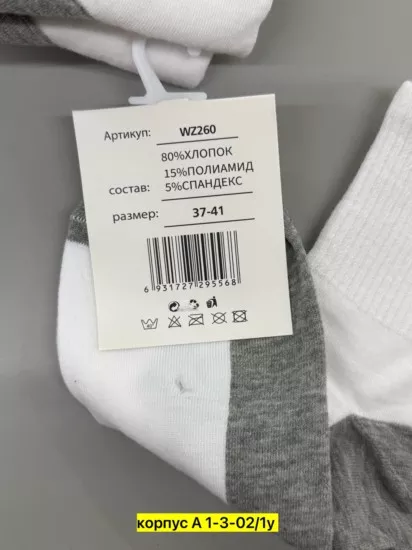 Артикул: WZ260
80%ХЛОПОК
15%ПОЛИАМИД
состав: 5%СПАНДЕКС
размер: 37-41
6 931727 295568
корпус А 1-3-02/1у